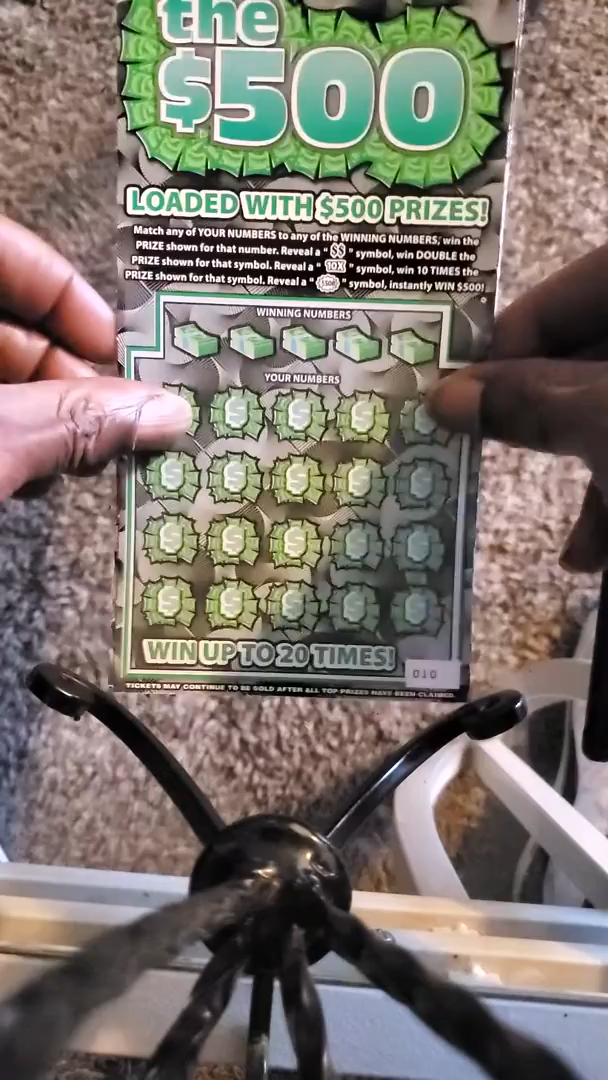 the
$500
LOADED WITH $500 PRIZES!
Match any of YOUR NUMBERS to any of the WINNING NUMBERS, win the
PRIZE shown for that number. Reveal a "$$" symbol, win DOUBLE the
PRIZE shown for that symbol. Reveal a "10X" symbol, win 10 TIMES the
PRIZE shown for that symbol. Reveal a "$500" symbol, instantly WIN $500!
WINNING NUMBERS
YOUR NUMBERS
$ $ $ $
$ $ $ $ $
$ $ $ $ $
$ $ $ $ $
WIN UP TO 20 TIMES!
010
TICKETS MAY CONTINUE TO BE SOLD AFTER ALL TOP PRIZES HAVE BEEN CLAIMED.